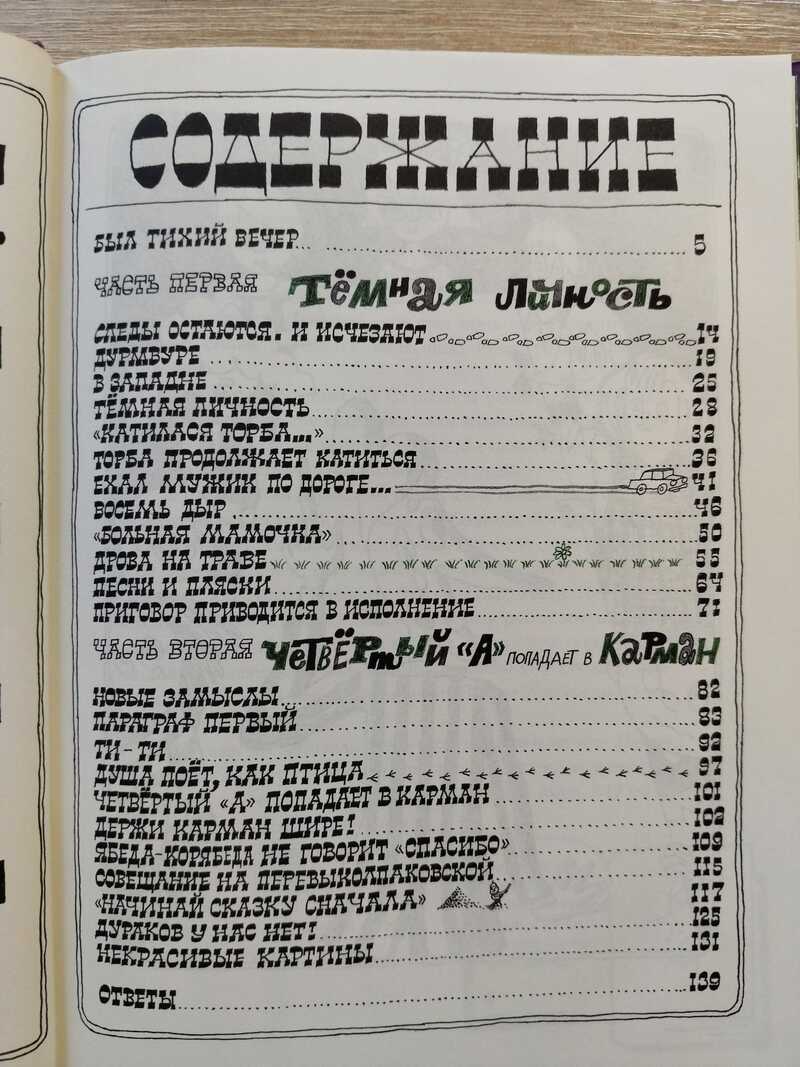 СОДЕРЖАНИЕ
БЫЛ ТИХИЙ ВЕЧЕР... 5
ЧАСТЬ ПЕРВАЯ ТЁМНАЯ ЛИЧНОСТЬ
СЛЕДЫ ОСТАЮТСЯ. И ИСЧЕЗАЮТ 14
ДУРМБУРЕ 19
В ЗАПАДНЕ 25
ТЁМНАЯ ЛИЧНОСТЬ 28
«КАТИЛАСЯ ТОРБА...» 32
ТОРБА ПРОДОЛЖАЕТ КАТИТЬСЯ 36
ЕХАЛ МУЖИК ПО ДОРОГЕ... 41
ВОСЕМЬ ДЫР 46
«БОЛЬНАЯ МАМОЧКА» 50
ДРОВА НА ТРАВЕ 55
ПЕСНИ И ПЛЯСКИ 64
ПРИГОВОР ПРИВОДИТСЯ В ИСПОЛНЕНИЕ 71
ЧАСТЬ ВТОРАЯ ЧЕТВЁРТЫЙ «А» ПОПАДАЕТ В КАРМАН
НОВЫЕ ЗАМЫСЛЫ 82
ПАРАГРАФ ПЕРВЫЙ 83
ТИ-ТИ 92
ДУША ПОЁТ, КАК ПТИЦА 97
ЧЕТВЁРТЫЙ «А» ПОПАДАЕТ В КАРМАН 101
ДЕРЖИ КАРМАН ШИРЕ! 102
ЯБЕДА-КОРЯБЕДА НЕ ГОВОРИТ «СПАСИБО» 109
СОВЕЩАНИЕ НА ПЕРЕВЫКОЛПАКОВСКОЙ 115
«НАЧИНАЙ СКАЗКУ СНАЧАЛА» 117
ДУРАКОВ У НАС НЕТ! 125
НЕКРАСИВЫЕ КАРТИНЫ 131
ОТВЕТЫ 139